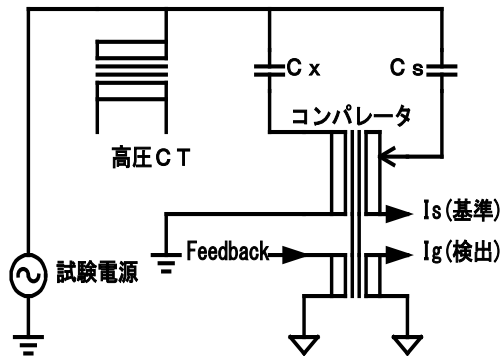 Cx
Cs
コンパレータ
高圧CT
Is(基準)
Feedback
Ig(検出)
試験電源